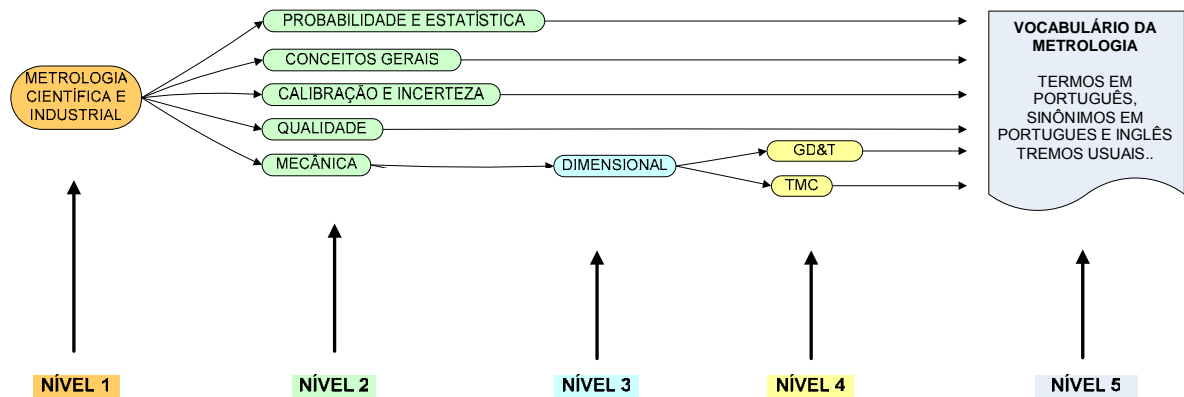 METROLOGIA
CIENTÍFICA E
INDUSTRIAL
PROBABILIDADE E ESTATÍSTICA
CONCEITOS GERAIS
CALIBRAÇÃO E INCERTEZA
QUALIDADE
MECÂNICA
DIMENSIONAL
GD&T
TMC
VOCABULÁRIO DA
METROLOGIA
TERMOS EM
PORTUGUÊS,
SINÔNIMOS EM
PORTUGUES E INGLÊS
TREMOS USUAIS..
NÍVEL 1
NÍVEL 2
NÍVEL 3
NÍVEL 4
NÍVEL 5